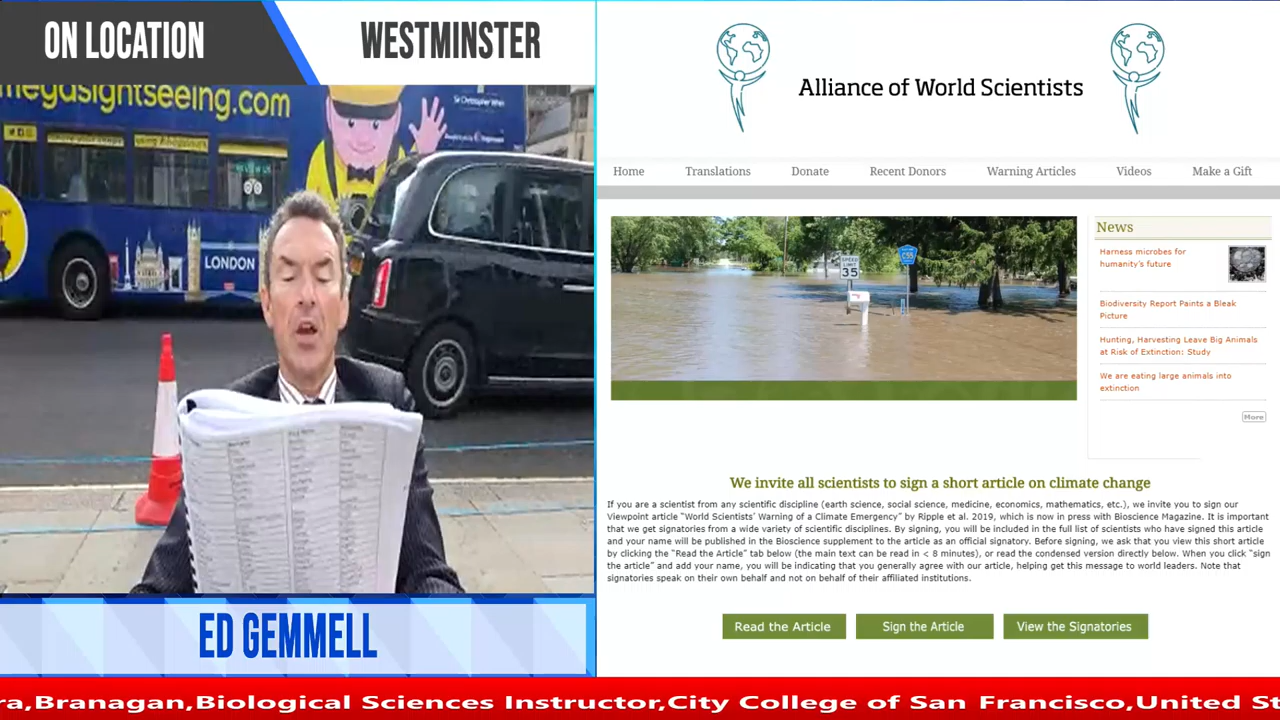 ON LOCATION
WESTMINSTER
megasightseeing.com
LONDON
ED GEMMELL
Alliance of World Scientists
Home
Translations
Donate
Recent Donors
Warning Articles
Videos
Make a Gift
SPEED
LIMIT
35
News
Harness microbes for
humanity's future
Biodiversity Report Paints a Bleak
Picture
Hunting, Harvesting Leave Big Animals
at Risk of Extinction: Study
We are eating large animals into
extinction
More
We invite all scientists to sign a short article on climate change
If you are a scientist from any scientific discipline (earth science, social science, medicine, economics, mathematics, etc.), we invite you to sign our
Viewpoint article "World Scientists' Warning of a Climate Emergency" by Ripple et al. 2019, which is now in press with Bioscience Magazine. It is important
that we get signatories from a wide variety of scientific disciplines. By signing, you will be included in the full list of scientists who have signed this article
and your name will be published in the Bioscience supplement to the article as an official signatory. Before signing, we ask that you view this short article
by clicking the "Read the Article" tab below (the main text can be read in < 8 minutes), or read the condensed version directly below. When you click "sign
the article" and add your name, you will be indicating that you generally agree with our article, helping get this message to world leaders. Note that
signatories speak on their own behalf and not on behalf of their affiliated institutions.
Read the Article
Sign the Article
View the Signatories
ra,Branagan,Biological Sciences Instructor,City College of San Francisco,United St